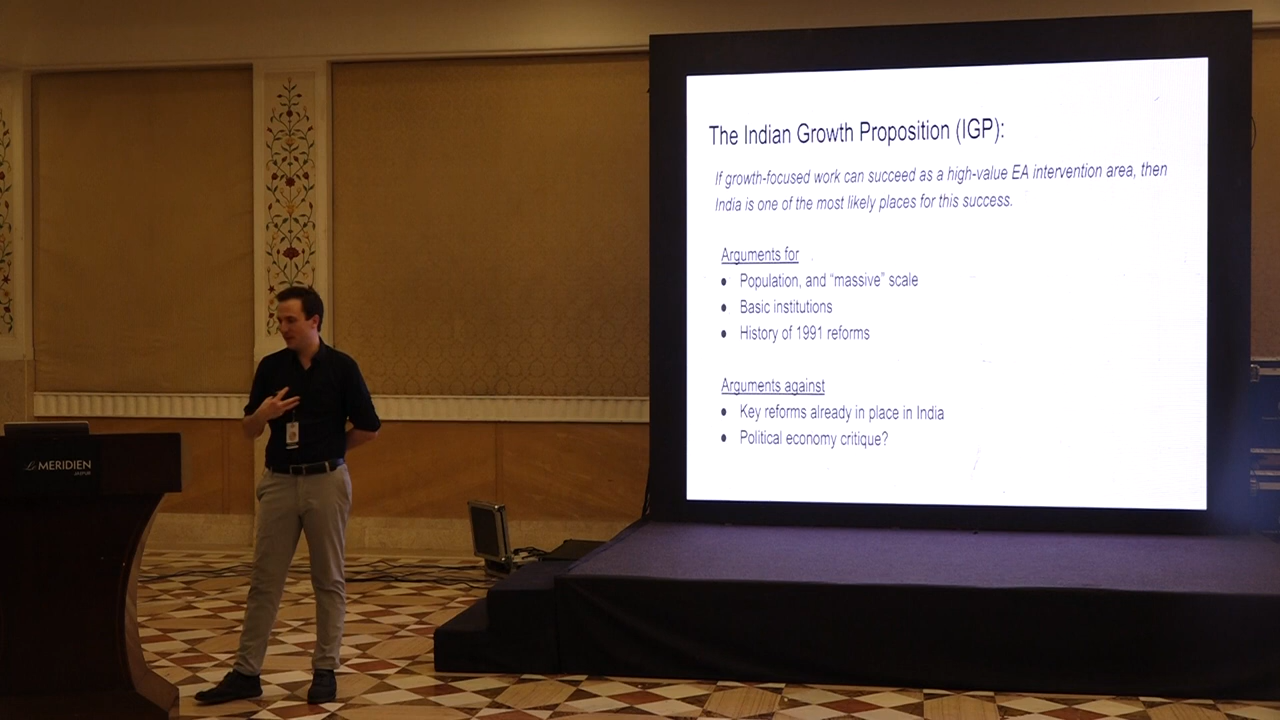 The Indian Growth Proposition (IGP):
If growth-focused work can succeed as a high-value EA intervention area, then
India is one of the most likely places for this success.
Arguments for
● Population, and “massive” scale
● Basic institutions
● History of 1991 reforms
Arguments against
● Key reforms already in place in India
● Political economy critique?
Le MERIDIEN
JAIPUR